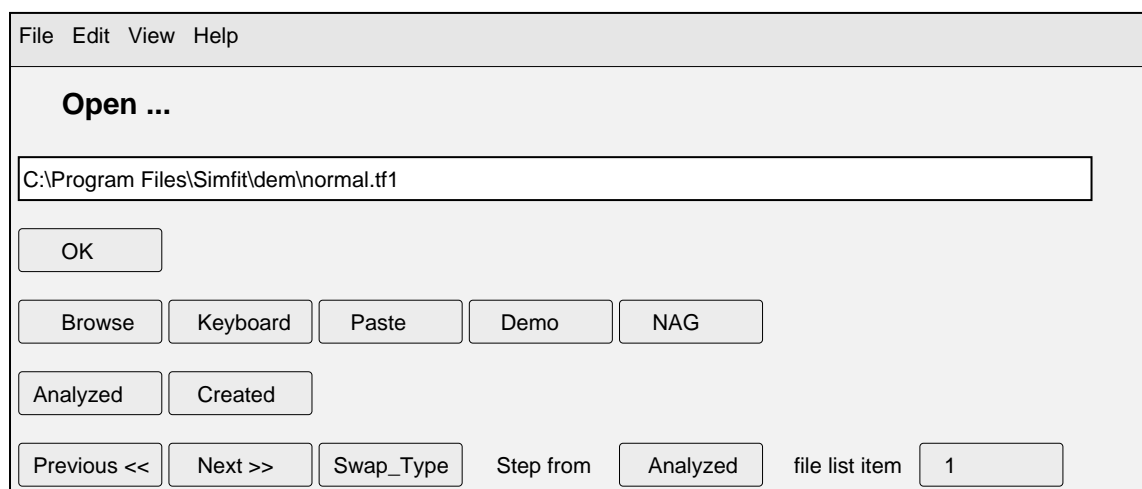 File Edit View Help
Open ...
C:\Program Files\Simfit\dem\normal.tf1
OK
Browse Keyboard Paste Demo NAG
Analyzed Created
Previous << Next >> Swap_Type Step from Analyzed file list item 1